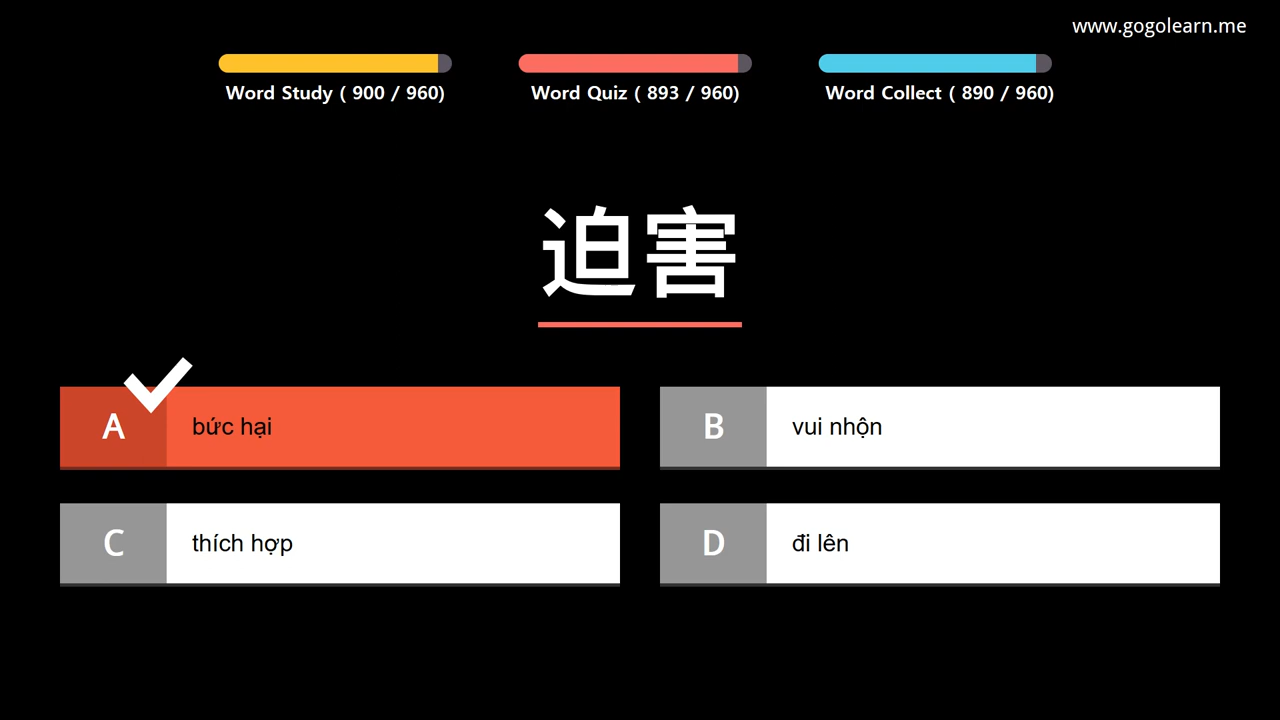 www.gogolearn.me
Word Study ( 900 / 960)
Word Quiz ( 893 / 960)
Word Collect ( 890 / 960)
迫害
A bức hại
B vui nhộn
C thích hợp
D đi lên